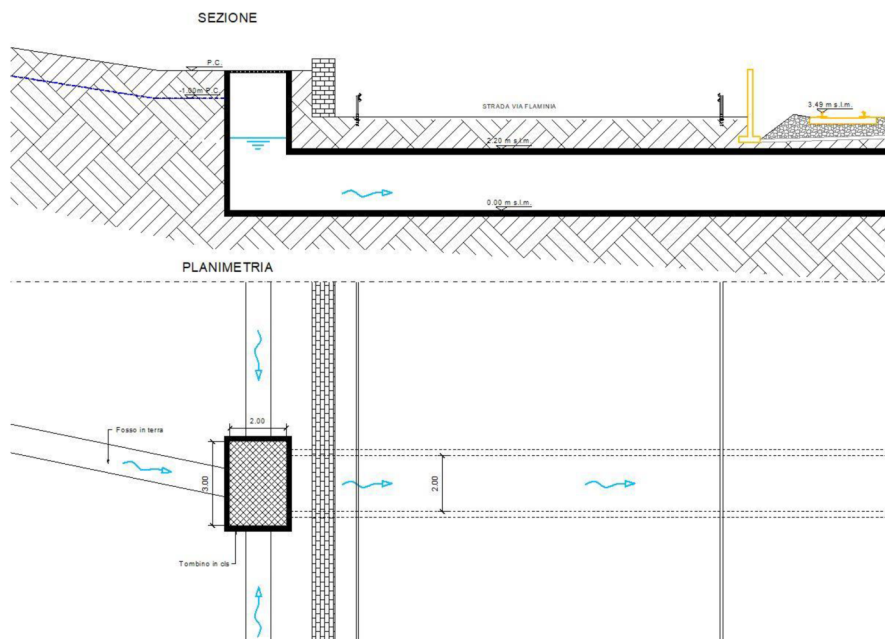 SEZIONE
P.C.
-1.00m P.C.
STRADA VIA FLAMINIA
3.49 m s.l.m.
2.20 m s.l.m.
0.00 m s.l.m.
PLANIMETRIA
2.00
Fosso in terra
3.00
2.00
Tombino in cls